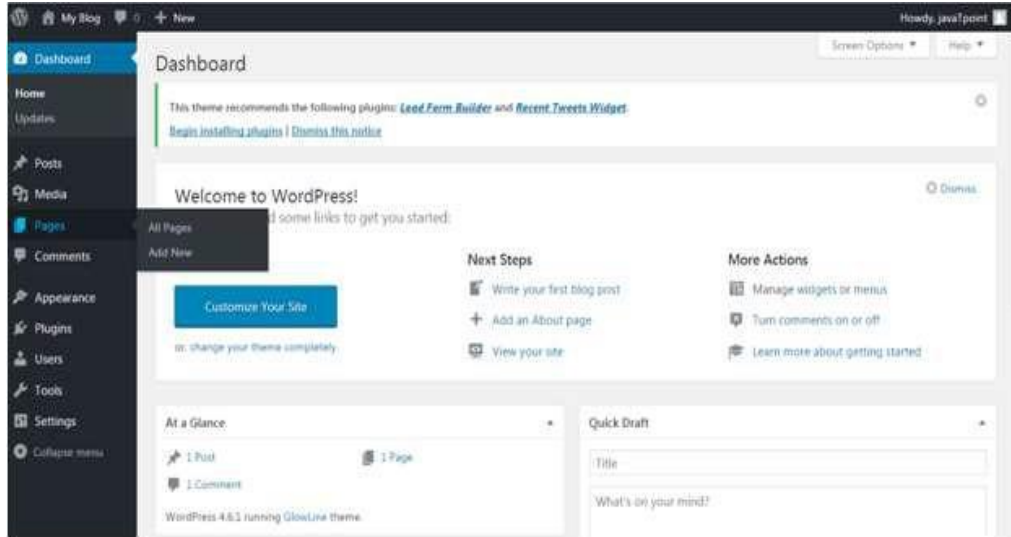 My Blog 0 + New Howdy, javaTpoint
Screen Options Help
Dashboard
Home
Updates
Posts
Media
Pages
All Pages
Add New
Comments
Appearance
Plugins
Users
Tools
Settings
Collapse menu
Dashboard
This theme recommends the following plugins: Lead Form Builder and Recent Tweets Widget.
Begin installing plugins | Dismiss this notice
Welcome to WordPress!
Dismiss
some links to get you started:
Customize Your Site
or, change your theme completely
Next Steps
Write your first blog post
Add an About page
View your site
More Actions
Manage widgets or menus
Turn comments on or off
Learn more about getting started
At a Glance
1 Post
1 Page
1 Comment
WordPress 4.6.1 running GlowLine theme.
Quick Draft
Title
What's on your mind?